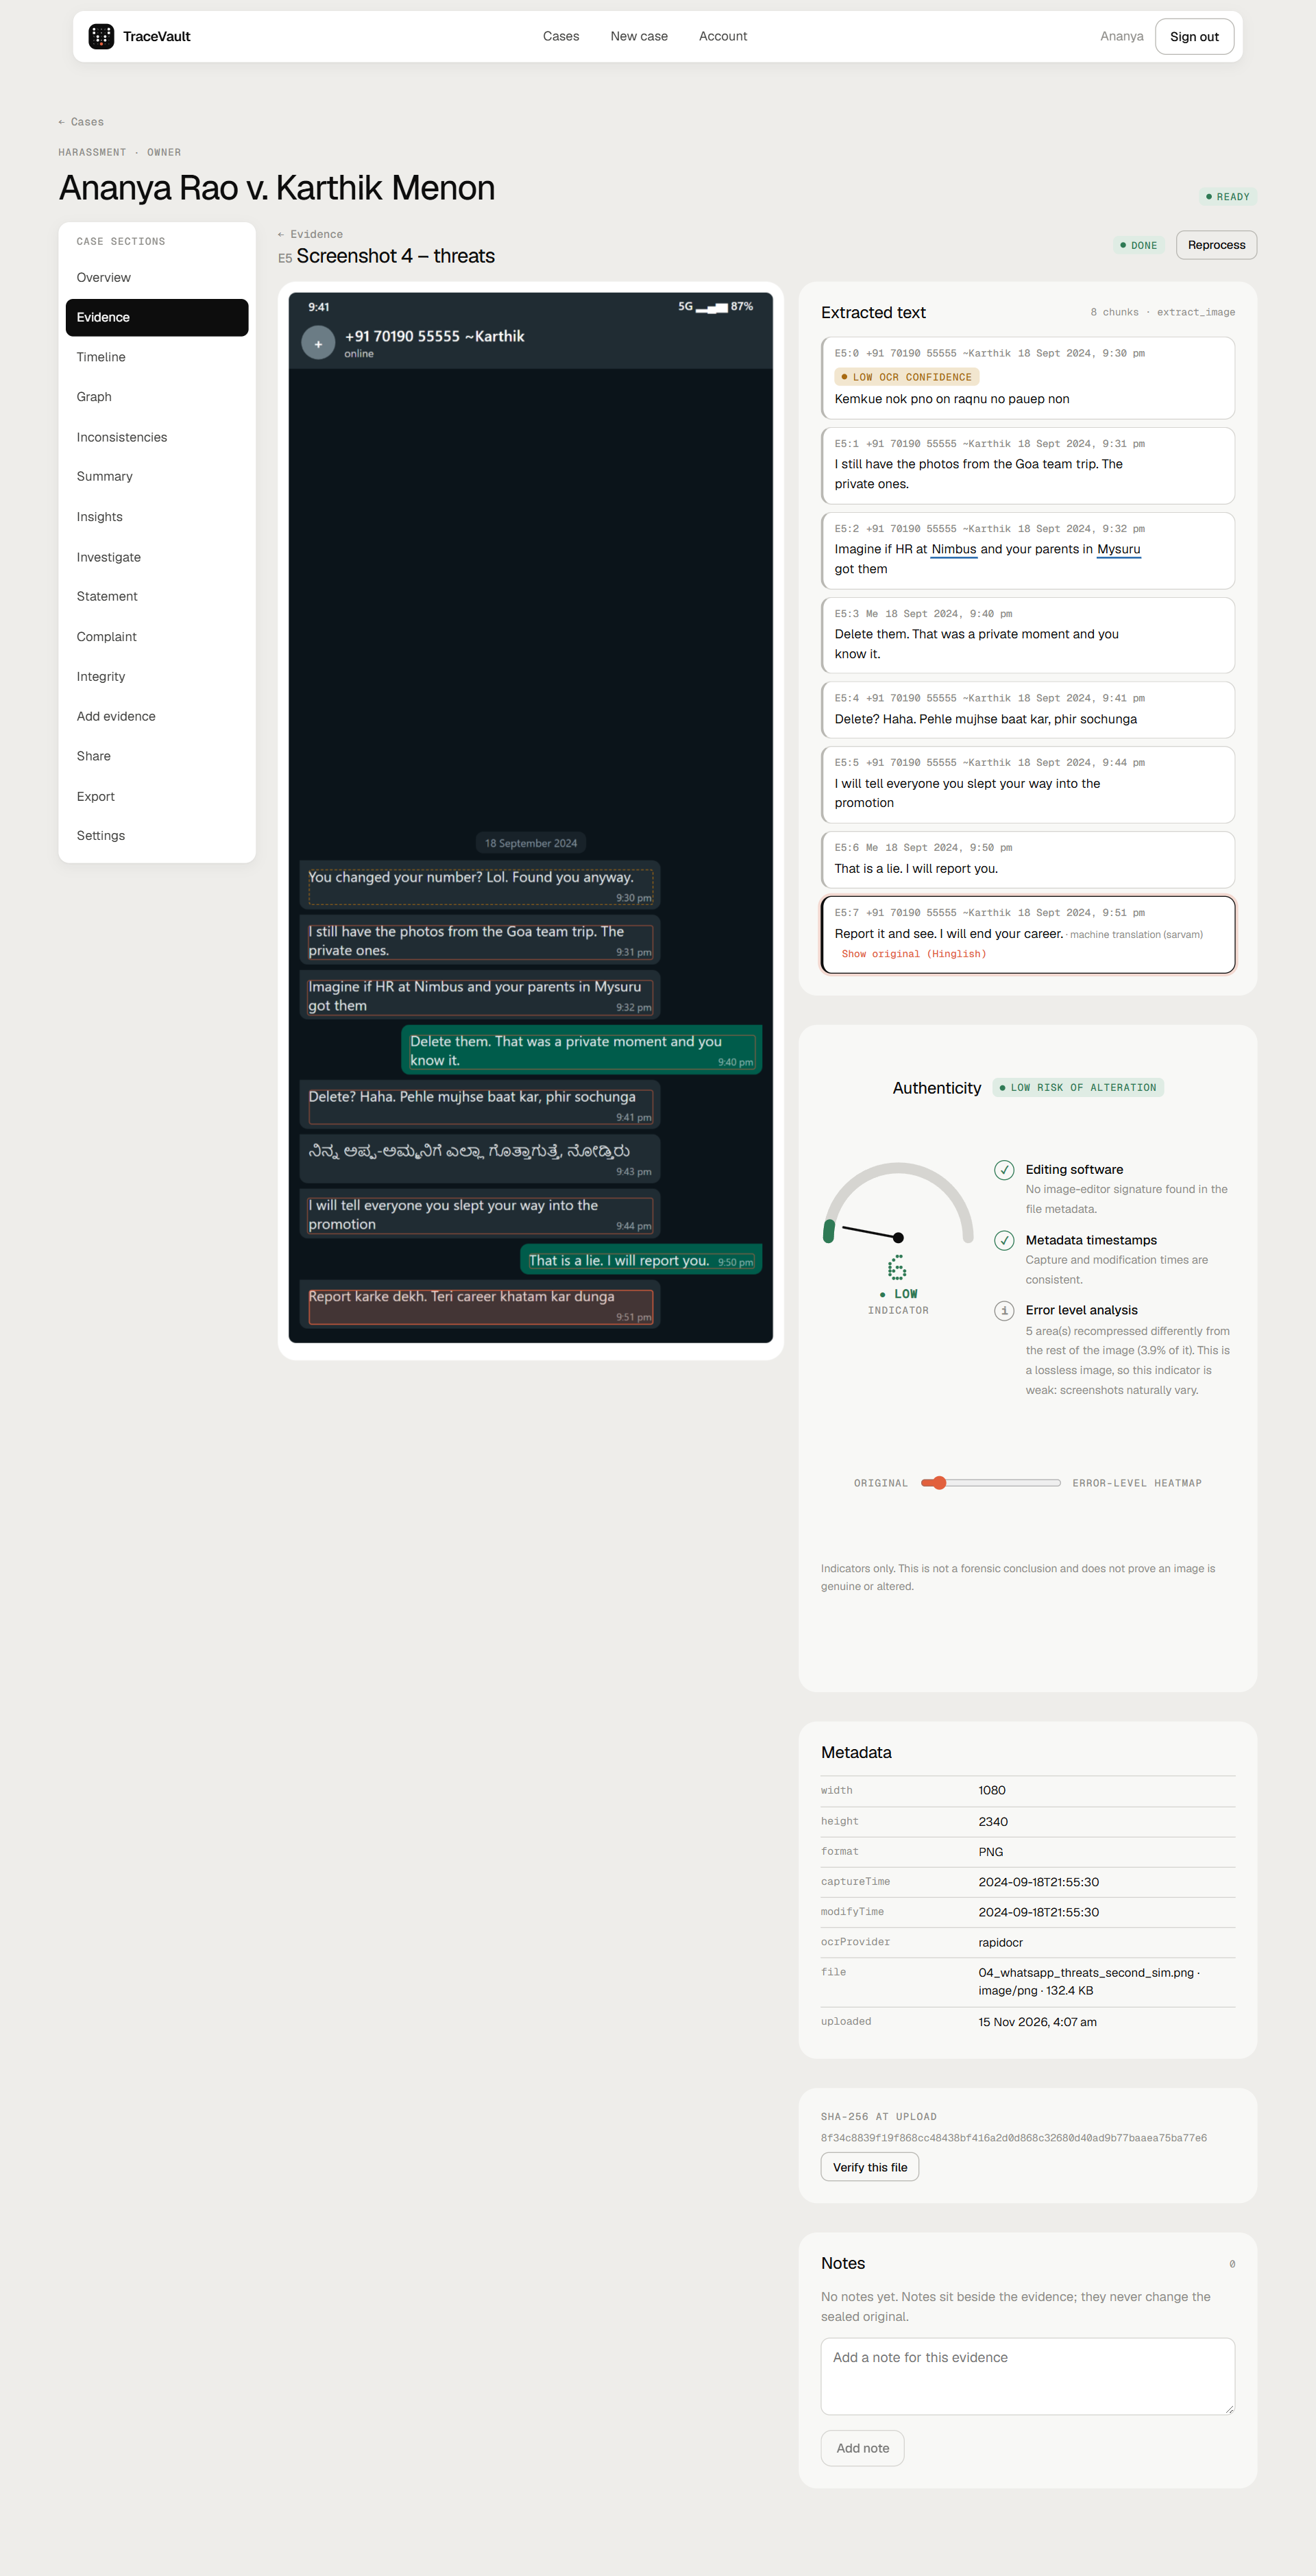 TraceVault
Cases New case Account
Ananya Sign out
← Cases
HARASSMENT · OWNER
Ananya Rao v. Karthik Menon
READY
CASE SECTIONS
Overview
Evidence
Timeline
Graph
Inconsistencies
Summary
Insights
Investigate
Statement
Complaint
Integrity
Add evidence
Share
Export
Settings
← Evidence
E5 Screenshot 4 – threats
DONE Reprocess
9:41 5G 87%
+91 70190 55555 ~Karthik
online
18 September 2024
You changed your number? Lol. Found you anyway.
9:30 pm
I still have the photos from the Goa team trip. The
private ones. 9:31 pm
Imagine if HR at Nimbus and your parents in Mysuru
got them 9:32 pm
Delete them. That was a private moment and you
know it. 9:40 pm
Delete? Haha. Pehle mujhse baat kar, phir sochunga
9:41 pm
ನಿನ್ನ ಅಪ್ಪ-ಅಮ್ಮನಿಗೆ ಎಲ್ಲಾ ಗೊತ್ತಾಗುತ್ತೆ, ನೋಡ್ತಿರು
9:43 pm
I will tell everyone you slept your way into the
promotion 9:44 pm
That is a lie. I will report you. 9:50 pm
Report karke dekh. Teri career khatam kar dunga
9:51 pm
Extracted text 8 chunks · extract_image
E5:0 +91 70190 55555 ~Karthik 18 Sept 2024, 9:30 pm
LOW OCR CONFIDENCE
Kemkue nok pno on raqnu no pauep non
E5:1 +91 70190 55555 ~Karthik 18 Sept 2024, 9:31 pm
I still have the photos from the Goa team trip. The
private ones.
E5:2 +91 70190 55555 ~Karthik 18 Sept 2024, 9:32 pm
Imagine if HR at Nimbus and your parents in Mysuru
got them
E5:3 Me 18 Sept 2024, 9:40 pm
Delete them. That was a private moment and you
know it.
E5:4 +91 70190 55555 ~Karthik 18 Sept 2024, 9:41 pm
Delete? Haha. Pehle mujhse baat kar, phir sochunga
E5:5 +91 70190 55555 ~Karthik 18 Sept 2024, 9:44 pm
I will tell everyone you slept your way into the
promotion
E5:6 Me 18 Sept 2024, 9:50 pm
That is a lie. I will report you.
E5:7 +91 70190 55555 ~Karthik 18 Sept 2024, 9:51 pm
Report it and see. I will end your career. · machine translation (sarvam)
Show original (Hinglish)
Authenticity LOW RISK OF ALTERATION
6
LOW
INDICATOR
Editing software
No image-editor signature found in the
file metadata.
Metadata timestamps
Capture and modification times are
consistent.
Error level analysis
5 area(s) recompressed differently from
the rest of the image (3.9% of it). This is
a lossless image, so this indicator is
weak: screenshots naturally vary.
ORIGINAL ERROR-LEVEL HEATMAP
Indicators only. This is not a forensic conclusion and does not prove an image is
genuine or altered.
Metadata
width 1080
height 2340
format PNG
captureTime 2024-09-18T21:55:30
modifyTime 2024-09-18T21:55:30
ocrProvider rapidocr
file 04_whatsapp_threats_second_sim.png ·
image/png · 132.4 KB
uploaded 15 Nov 2026, 4:07 am
SHA-256 AT UPLOAD
8f34c8839f19f868cc48438bf416a2d0d868c32680d40ad9b77baaea75ba77e6
Verify this file
Notes 0
No notes yet. Notes sit beside the evidence; they never change the
sealed original.
Add a note for this evidence
Add note